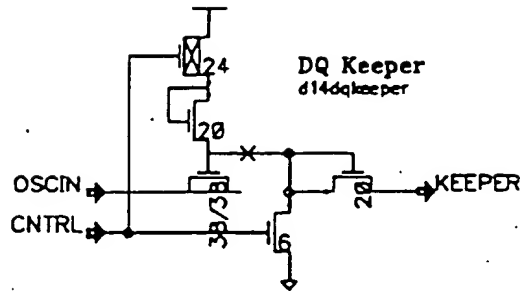 24
DQ Keeper
d14dqkeeper
20
OSCIN
KEEPER
20
CNTRL
38/38
6